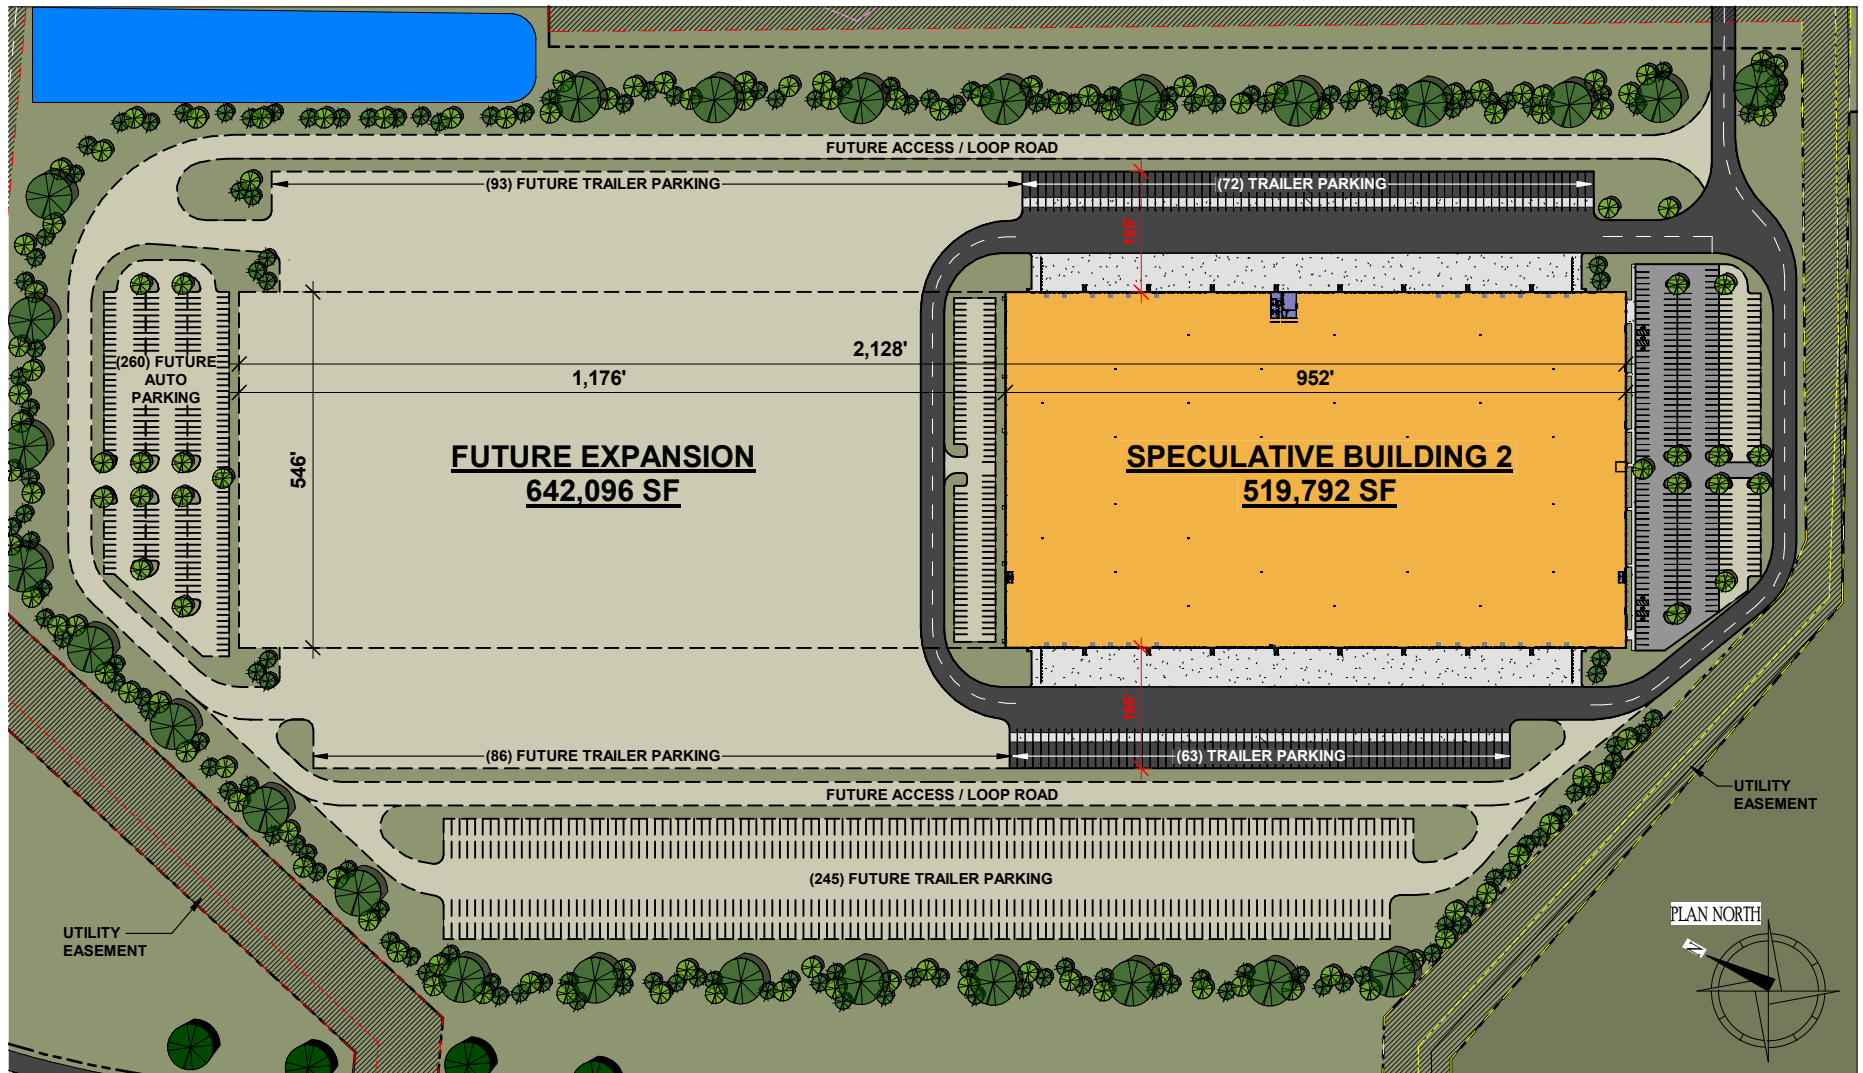 FUTURE ACCESS / LOOP ROAD
(93) FUTURE TRAILER PARKING
(72) TRAILER PARKING
185'
2,128'
(260) FUTURE
AUTO
PARKING
1,176'
952'
546'
FUTURE EXPANSION
642,096 SF
SPECULATIVE BUILDING 2
519,792 SF
185'
(86) FUTURE TRAILER PARKING
(63) TRAILER PARKING
FUTURE ACCESS / LOOP ROAD
UTILITY
EASEMENT
(245) FUTURE TRAILER PARKING
UTILITY
EASEMENT
PLAN NORTH
N